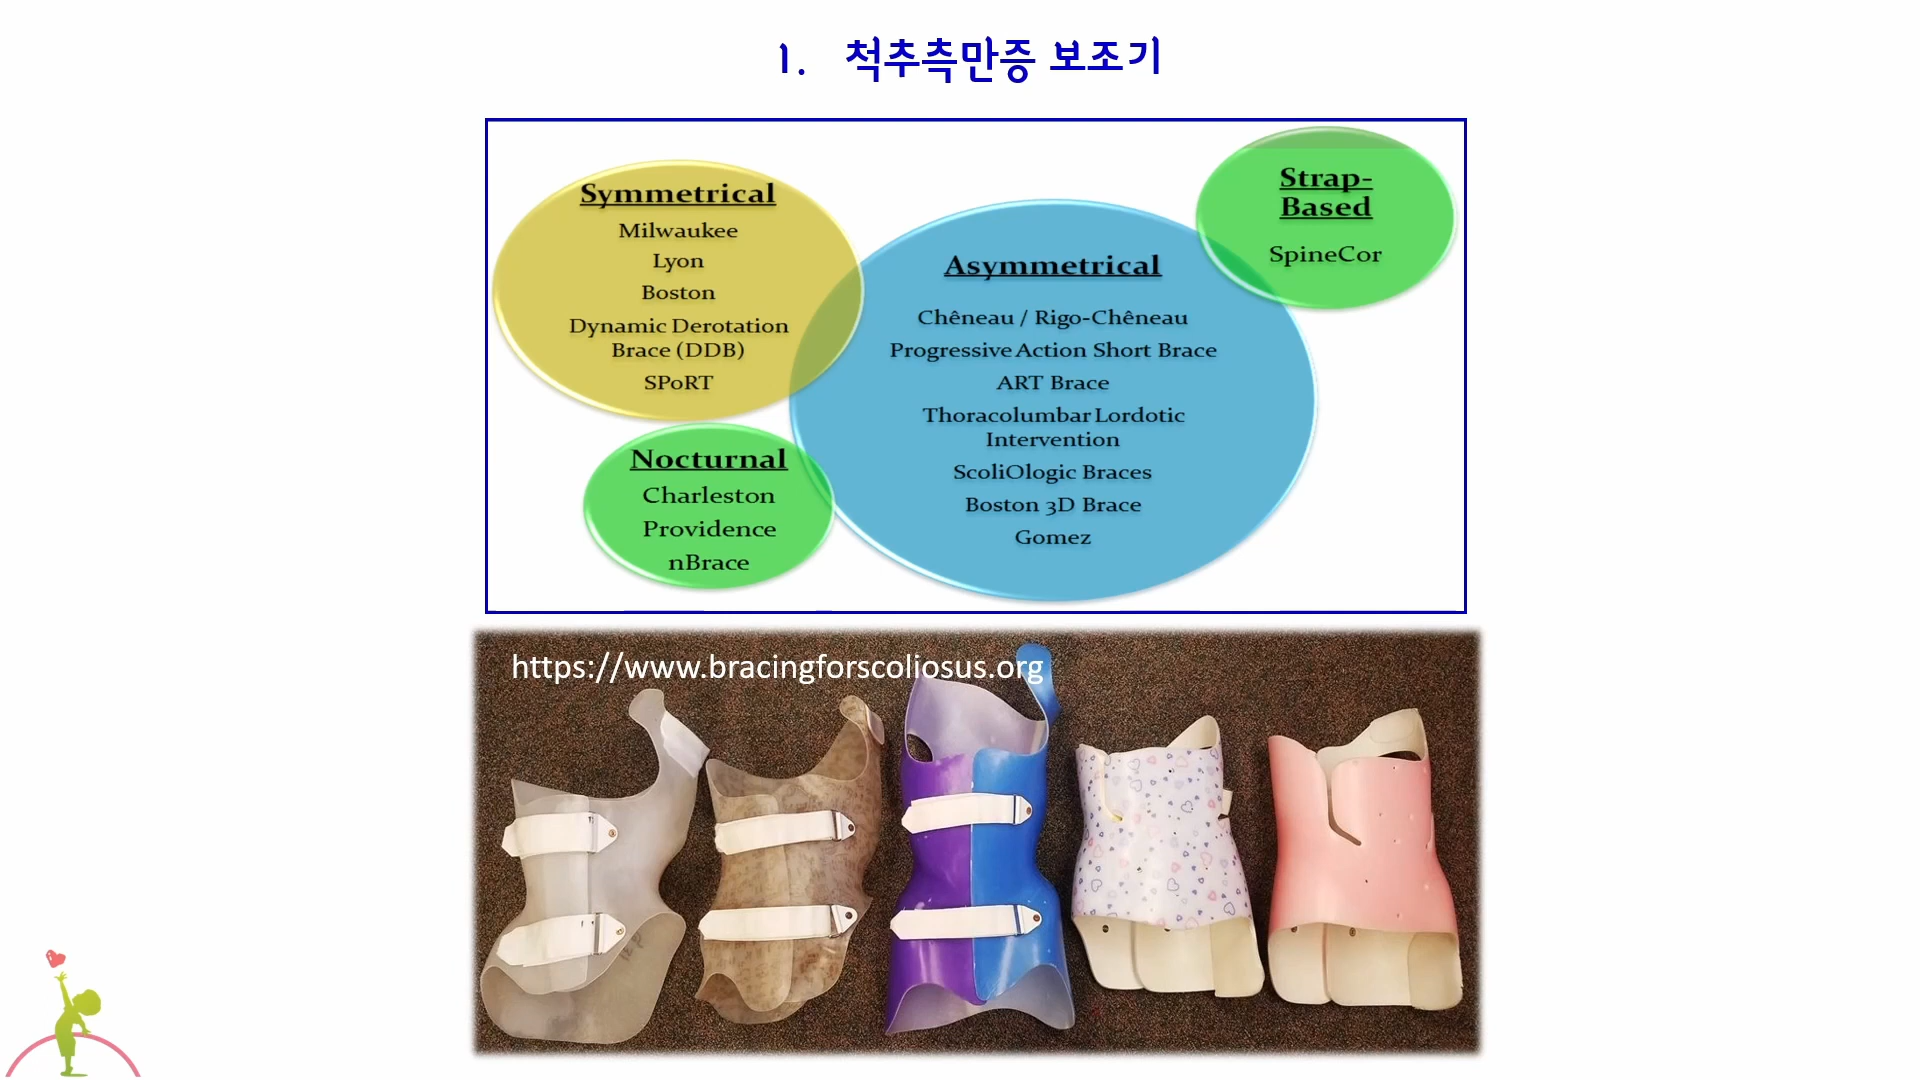 1. 척추측만증 보조기
Symmetrical
Milwaukee
Lyon
Boston
Dynamic Derotation
Brace (DDB)
SPoRT
Nocturnal
Charleston
Providence
nBrace
Asymmetrical
Chêneau / Rigo-Chêneau
Progressive Action Short Brace
ART Brace
Thoracolumbar Lordotic
Intervention
ScoliOlogic Braces
Boston 3D Brace
Gomez
Strap-
Based
SpineCor
https://www.bracingforscoliosus.org